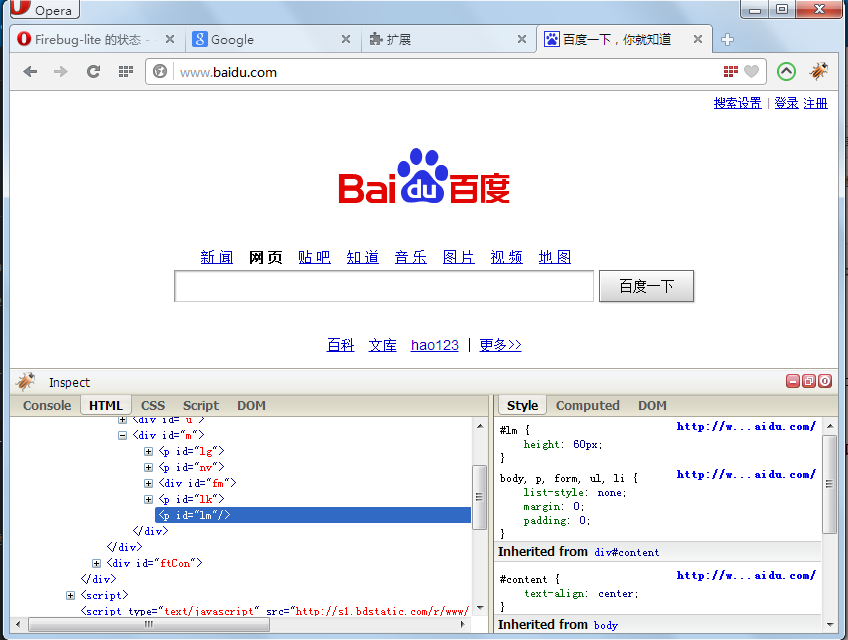 Opera
Firebug-lite 的状态 -
Google
扩展
百度一下，你就知道
www.baidu.com
搜索设置 | 登录 注册
Bai du 百度
新闻 网页 贴吧 知道 音乐 图片 视频 地图
百度一下
百科 文库 hao123 | 更多>>
Inspect
Console HTML CSS Script DOM
<div id="u">
<div id="m">
<p id="lg">
<p id="nv">
<div id="fm">
<p id="lk">
<p id="lm"/>
</div>
</div>
<div id="ftCon">
</div>
<script>
<script type="text/javascript" src="http://s1.bdstatic.com/r/www/
Style Computed DOM
#lm { http://w...aidu.com/
height: 60px;
}
body, p, form, ul, li { http://w...aidu.com/
list-style: none;
margin: 0;
padding: 0;
}
Inherited from div#content
#content { http://w...aidu.com/
text-align: center;
}
Inherited from body